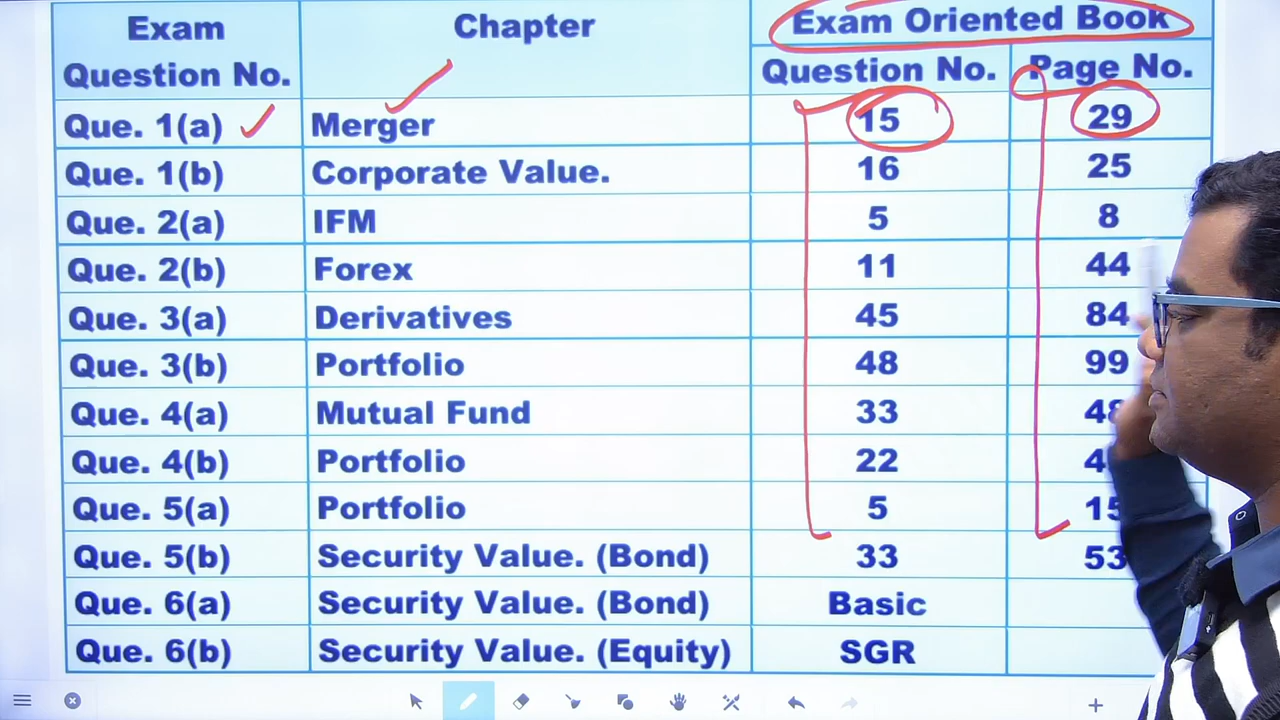 Exam Question No. Chapter Exam Oriented Book
Question No. Page No.
Que. 1(a) Merger 15 29
Que. 1(b) Corporate Value. 16 25
Que. 2(a) IFM 5 8
Que. 2(b) Forex 11 44
Que. 3(a) Derivatives 45 84
Que. 3(b) Portfolio 48 99
Que. 4(a) Mutual Fund 33
Que. 4(b) Portfolio 22
Que. 5(a) Portfolio 5
Que. 5(b) Security Value. (Bond) 33 53
Que. 6(a) Security Value. (Bond) Basic
Que. 6(b) Security Value. (Equity) SGR